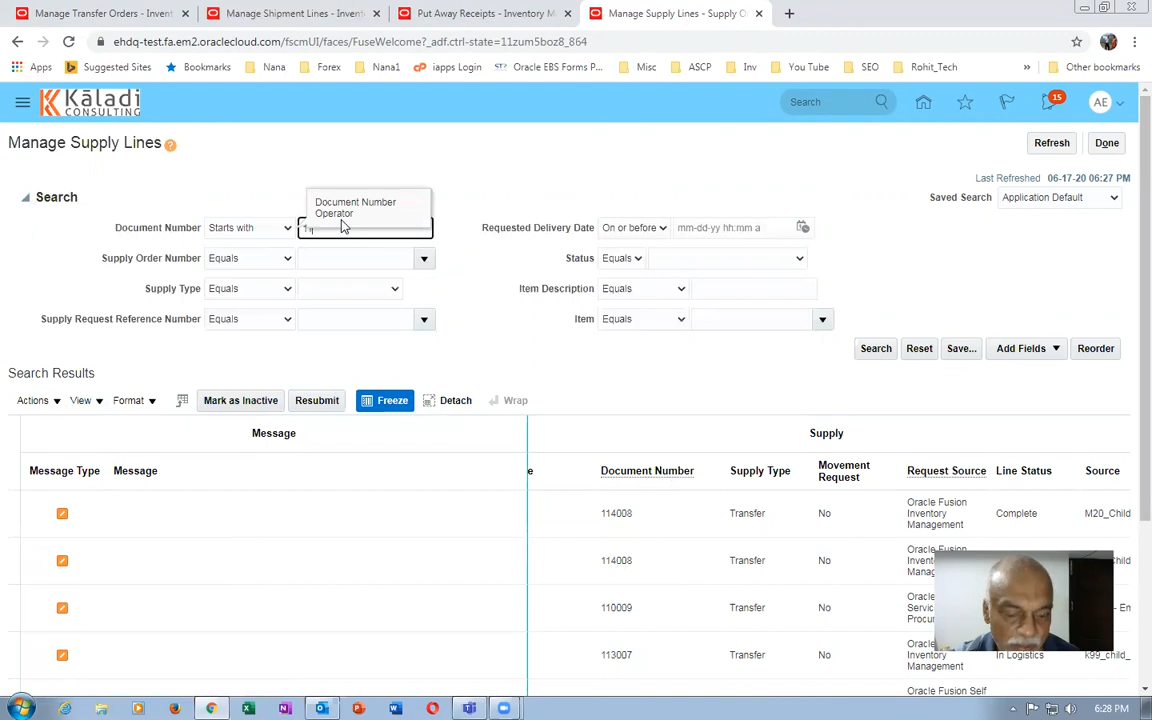 Manage Transfer Orders - Invent
Manage Shipment Lines - Invent
Put Away Receipts - Inventory M
Manage Supply Lines - Supply O
ehdq-test.fa.em2.oraclecloud.com/fscmUI/faces/FuseWelcome?_adf.ctrl-state=11zum5boz8_864
Apps
Suggested Sites
Bookmarks
Nana
Forex
Nana1
iapps Login
Oracle EBS Forms P...
Misc
ASCP
Inv
You Tube
SEO
Rohit_Tech
»
Other bookmarks
Kāladi
CONSULTING
Search
15
AE
Manage Supply Lines
Refresh
Done
Last Refreshed 06-17-20 06:27 PM
Search
Saved Search Application Default
Document Number
Operator
Document Number Starts with 1
Requested Delivery Date On or before mm-dd-yy hh:mm a
Supply Order Number Equals
Status Equals
Supply Type Equals
Item Description Equals
Supply Request Reference Number Equals
Item Equals
Search
Reset
Save...
Add Fields
Reorder
Search Results
Actions
View
Format
Mark as Inactive
Resubmit
Freeze
Detach
Wrap
Message
Supply
Message Type
Message
e
Document Number
Supply Type
Movement
Request
Request Source
Line Status
Source
114008
Transfer
No
Oracle Fusion
Inventory
Management
Complete
M20_Child
114008
Transfer
No
Oracle Fusion
110009
Transfer
No
113007
Transfer
No
Inventory
Management
In Logistics
k99_child_
Oracle Self
6:28 PM